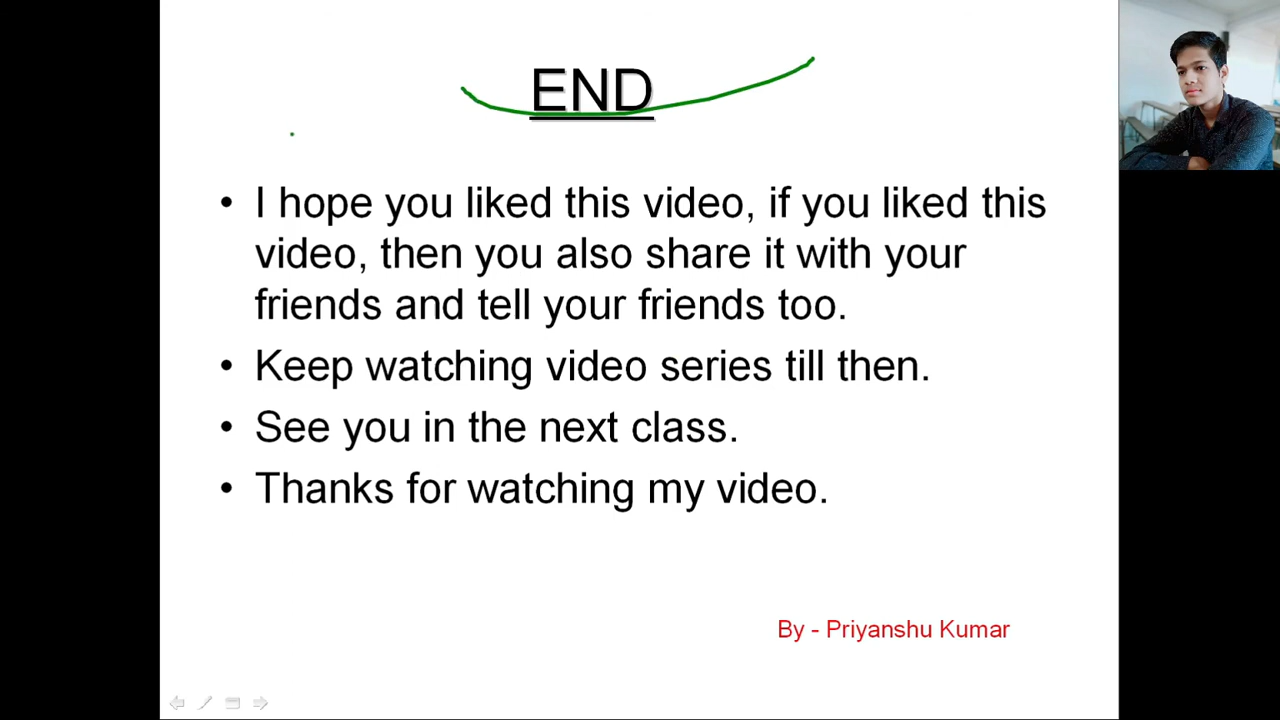 END
• I hope you liked this video, if you liked this
video, then you also share it with your
friends and tell your friends too.
• Keep watching video series till then.
• See you in the next class.
• Thanks for watching my video.
By - Priyanshu Kumar